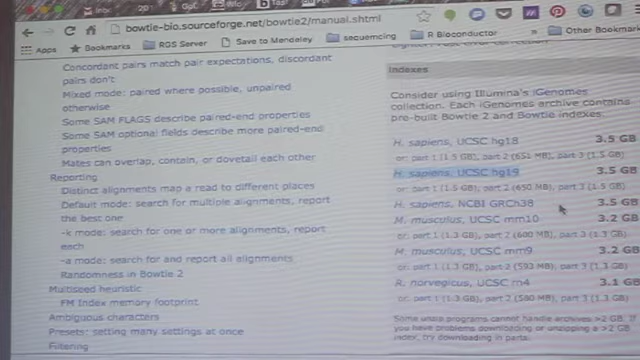 bowtie-bio.sourceforge.net/bowtie2/manual.shtml
Apps
Bookmarks
RDS Server
Save to Mendeley
sequencing
R Bioconductor
»
Other Bookmark
Concordant pairs match pair expectations, discordant
pairs don't
Mixed mode: paired where possible, unpaired
otherwise
Some SAM FLAGS describe paired-end properties
Some SAM optional fields describe more paired-end
properties
Mates can overlap, contain, or dovetail each other
Reporting
Distinct alignments map a read to different places
Default mode: search for multiple alignments, report
the best one
-k mode: search for one or more alignments, report
each
-a mode: search for and report all alignments
Randomness in Bowtie 2
Multiseed heuristic
FM Index memory footprint
Ambiguous characters
Presets: setting many settings at once
Filtering
Indexes
Consider using Illumina's iGenomes
collection. Each iGenomes archive contains
pre-built Bowtie 2 and Bowtie indexes.
H. sapiens, UCSC hg18 3.5 GB
or: part 1 (1.5 GB), part 2 (651 MB), part 3 (1.5 GB)
H. sapiens, UCSC hg19 3.5 GB
or: part 1 (1.5 GB), part 2 (650 MB), part 3 (1.5 GB)
H. sapiens, NCBI GRCh38 3.5 GB
M. musculus, UCSC mm10 3.2 GB
or: part 1 (1.3 GB), part 2 (600 MB), part 3 (1.3 GB)
M. musculus, UCSC mm9 3.2 GB
or: part 1 (1.3 GB), part 2 (593 MB), part 3 (1.3 GB)
R. norvegicus, UCSC rn4 3.1 GB
or: part 1 (1.3 GB), part 2 (580 MB), part 3 (1.3 GB)
Some unzip programs cannot handle archives >2 GB. If
you have problems downloading or unzipping a >2 GB
index, try downloading in parts.